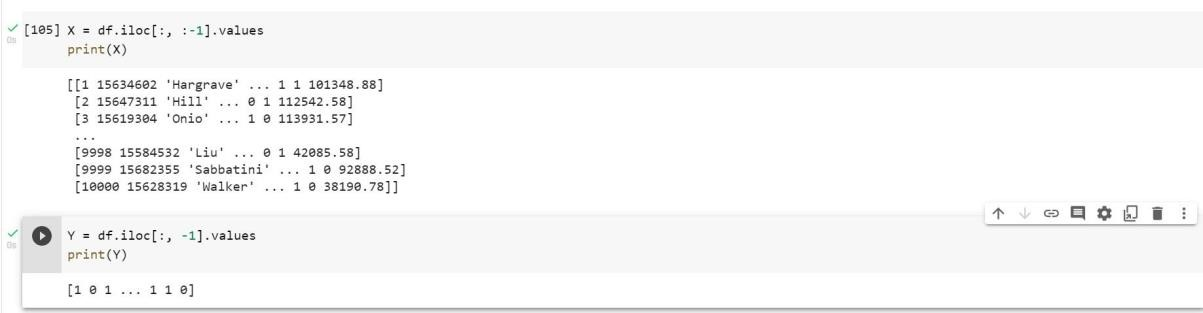 [105] X = df.iloc[:, :-1].values
0s
print(X)
[[1 15634602 'Hargrave' ... 1 1 101348.88]
[2 15647311 'Hill' ... 0 1 112542.58]
[3 15619304 'Onio' ... 1 0 113931.57]
...
[9998 15584532 'Liu' ... 0 1 42085.58]
[9999 15682355 'Sabbatini' ... 1 0 92888.52]
[10000 15628319 'Walker' ... 1 0 38190.78]]
Y = df.iloc[:, -1].values
0s
print(Y)
[1 0 1 ... 1 1 0]